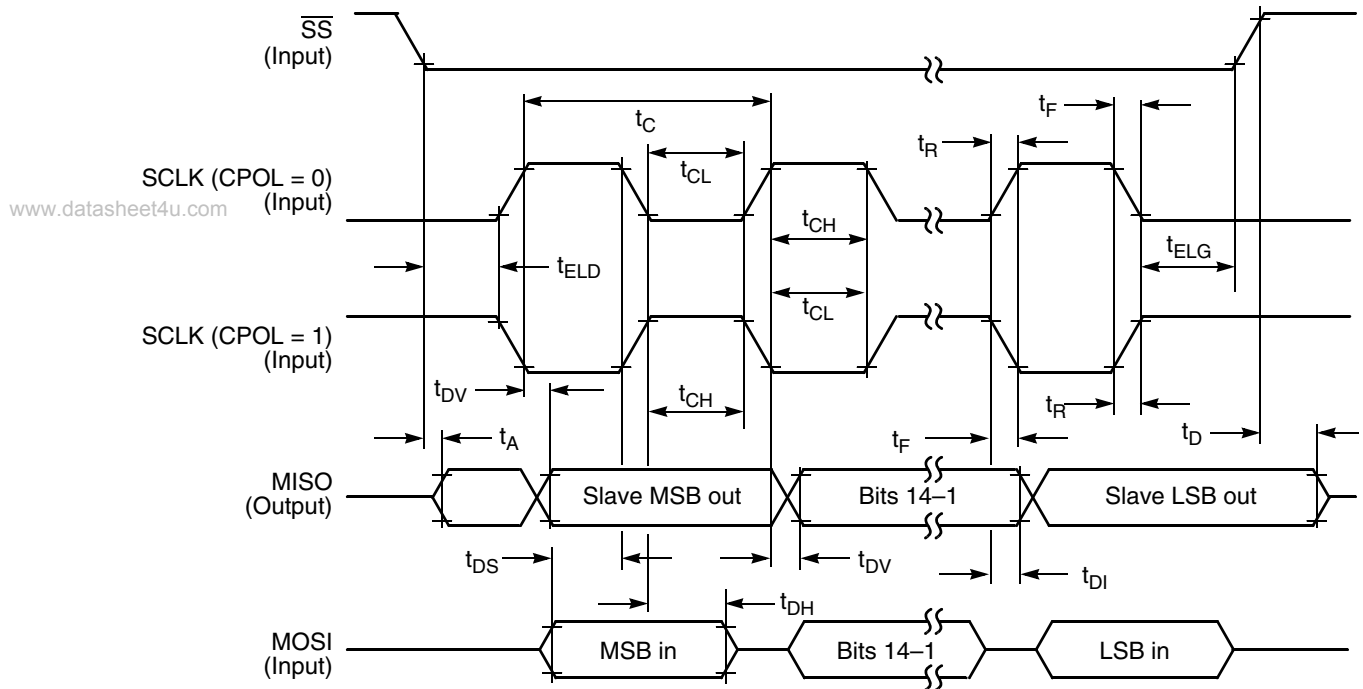 SS
(Input)
tF
tC
tR
tCL
SCLK (CPOL = 0)
(Input)
www.datasheet4u.com
tCH
tELG
tELD
tCL
SCLK (CPOL = 1)
(Input)
tDV
tCH
tR
tA
tF
tD
MISO
(Output)
Slave MSB out
Bits 14–1
Slave LSB out
tDS
tDV
tDI
tDH
MOSI
(Input)
MSB in
Bits 14–1
LSB in